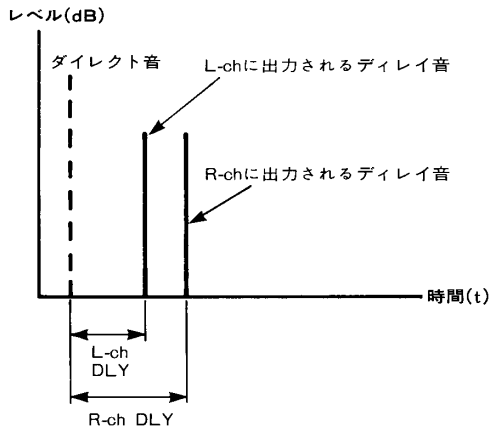 レベル(dB)
ダイレクト音
L-chに出力されるディレイ音
R-chに出力されるディレイ音
時間(t)
L-ch
DLY
R-ch DLY